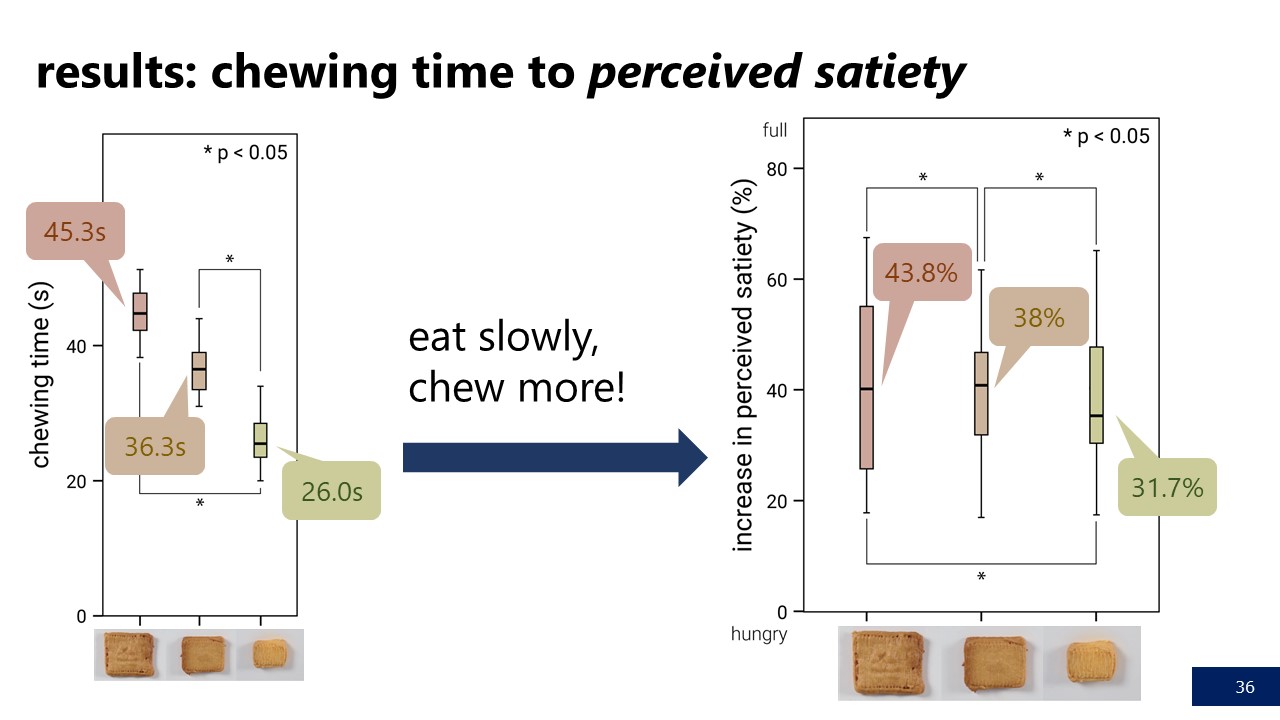 results: chewing time to perceived satiety
* p < 0.05
45.3s
*
chewing time (s)
40
36.3s
20
26.0s
*
0
eat slowly,
chew more!
full
* p < 0.05
80
*
*
increase in perceived satiety (%)
60
43.8%
38%
40
31.7%
20
*
0
hungry
36